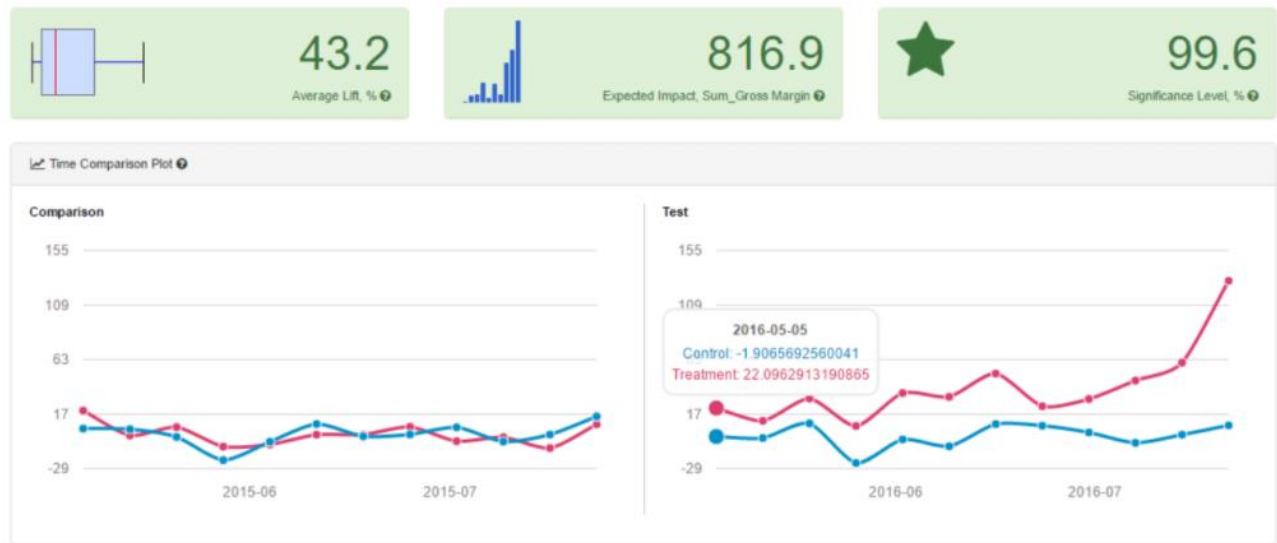 43.2
Average Lift, %
816.9
Expected Impact, Sum_Gross Margin
99.6
Significance Level, %
Time Comparison Plot
Comparison
155
109
63
17
-29
2015-06 2015-07
Test
155
109
63
17
-29
2016-06 2016-07
2016-05-05
Control: -1.9065692560041
Treatment: 22.0962913190865